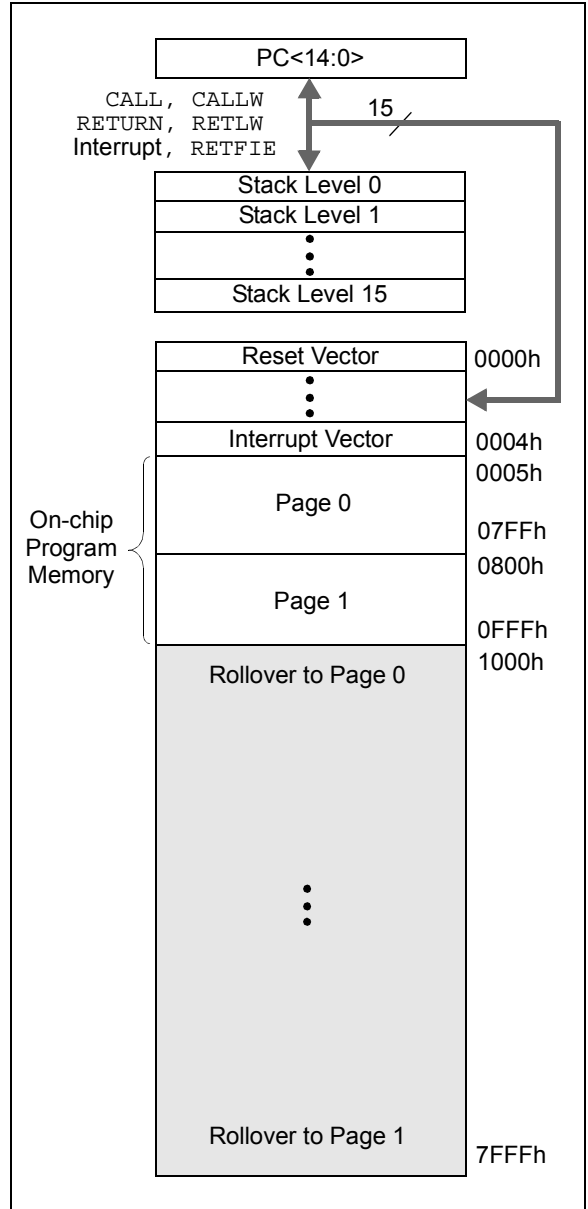 PC<14:0>
CALL, CALLW
RETURN, RETLW
Interrupt, RETFIE
15
Stack Level 0
Stack Level 1
Stack Level 15
Reset Vector
0000h
Interrupt Vector
0004h
0005h
Page 0
On-chip
Program
Memory
07FFh
0800h
Page 1
0FFFh
1000h
Rollover to Page 0
Rollover to Page 1
7FFFh